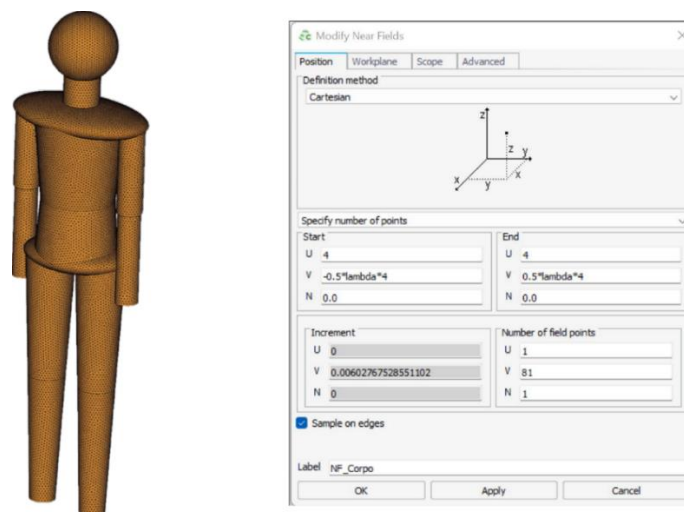 Modify Near Fields
Position Workplane Scope Advanced
Definition method
Cartesian
z
z y
x y x
Specify number of points
Start End
U 4 U 4
V -0.5*lambda*4 V 0.5*lambda*4
N 0.0 N 0.0
Increment Number of field points
U 0 U 1
V 0.00602767528551102 V 81
N 0 N 1
Sample on edges
Label NF_Corpo
OK Apply Cancel